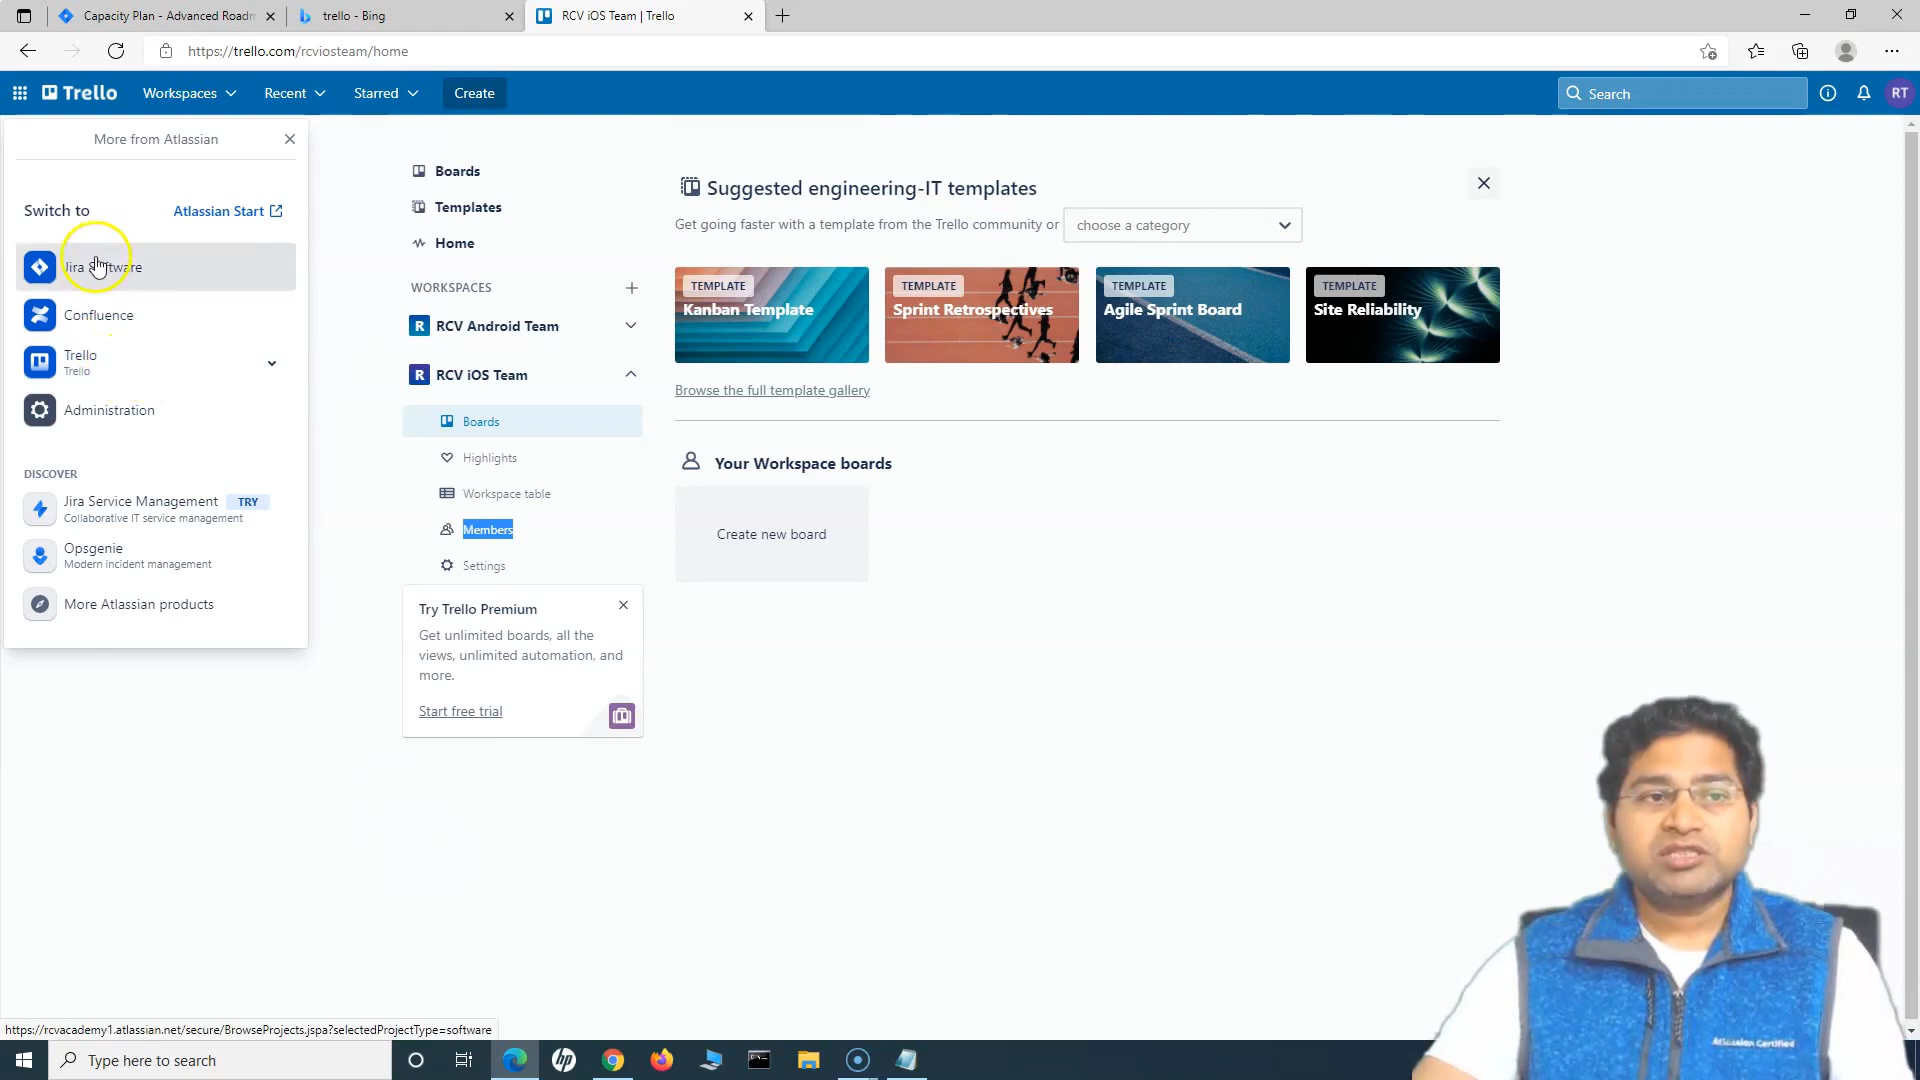 Capacity Plan - Advanced Roadm
trello - Bing
RCV iOS Team | Trello
https://trello.com/rcviosteam/home
Trello
Workspaces
Recent
Starred
Create
Search
RT
More from Atlassian
Switch to
Atlassian Start
Jira Software
Confluence
Trello
Trello
Administration
DISCOVER
Jira Service Management
TRY
Collaborative IT service management
Opsgenie
Modern incident management
More Atlassian products
Boards
Templates
Home
WORKSPACES
R RCV Android Team
R RCV iOS Team
Boards
Highlights
Workspace table
Members
Settings
Try Trello Premium
Get unlimited boards, all the
views, unlimited automation, and
more.
Start free trial
Suggested engineering-IT templates
Get going faster with a template from the Trello community or
choose a category
TEMPLATE
Kanban Template
TEMPLATE
Sprint Retrospectives
TEMPLATE
Agile Sprint Board
TEMPLATE
Site Reliability
Browse the full template gallery
Your Workspace boards
Create new board
Atlassian Certified
https://rcvacademy1.atlassian.net/secure/BrowseProjects.jspa?selectedProjectType=software
Type here to search
hp